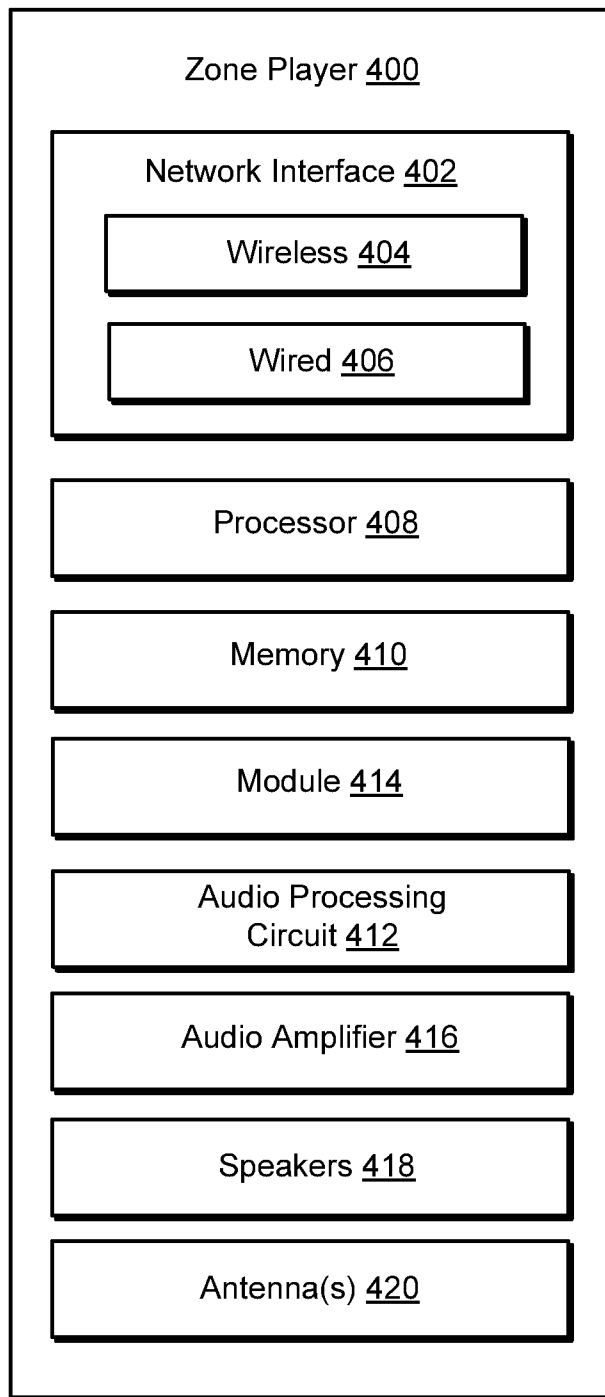 Zone Player 400
Network Interface 402
Wireless 404
Wired 406
Processor 408
Memory 410
Module 414
Audio Processing
Circuit 412
Audio Amplifier 416
Speakers 418
Antenna(s) 420